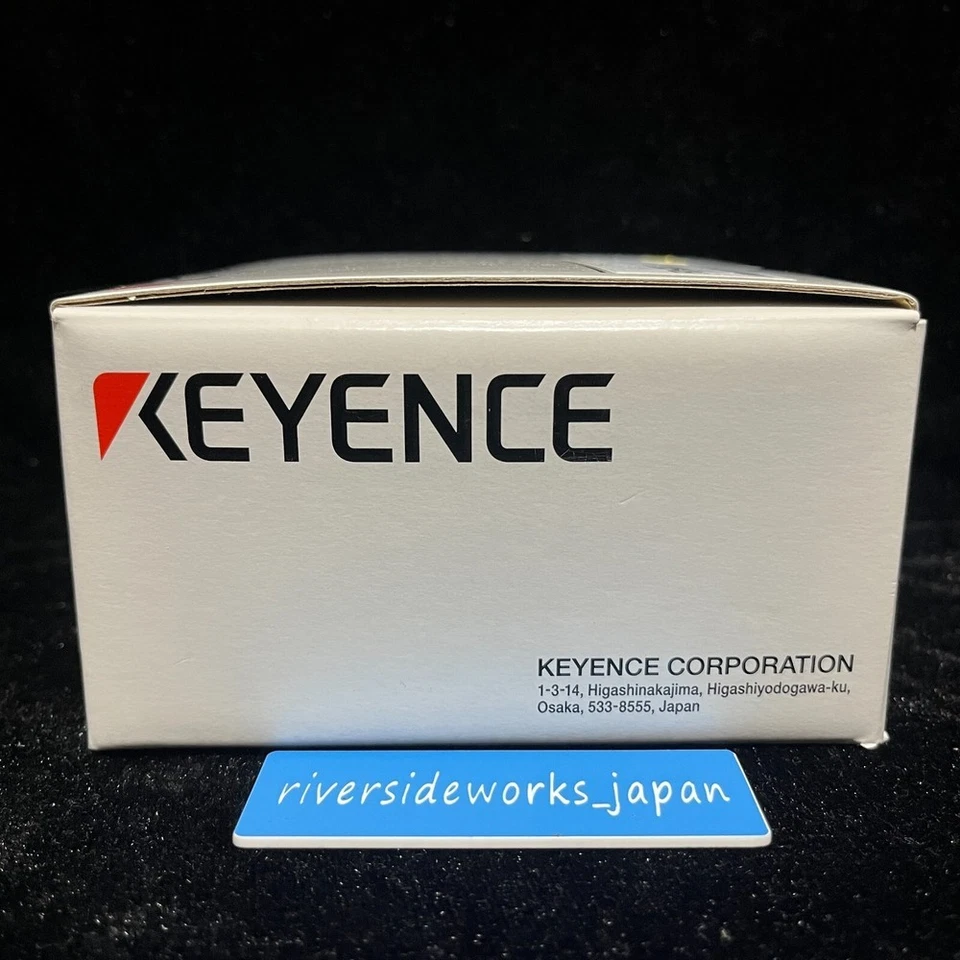 KEYENCE
KEYENCE CORPORATION
1-3-14, Higashinakajima, Higashiyodogawa-ku,
Osaka, 533-8555, Japan
riversideworks_japan